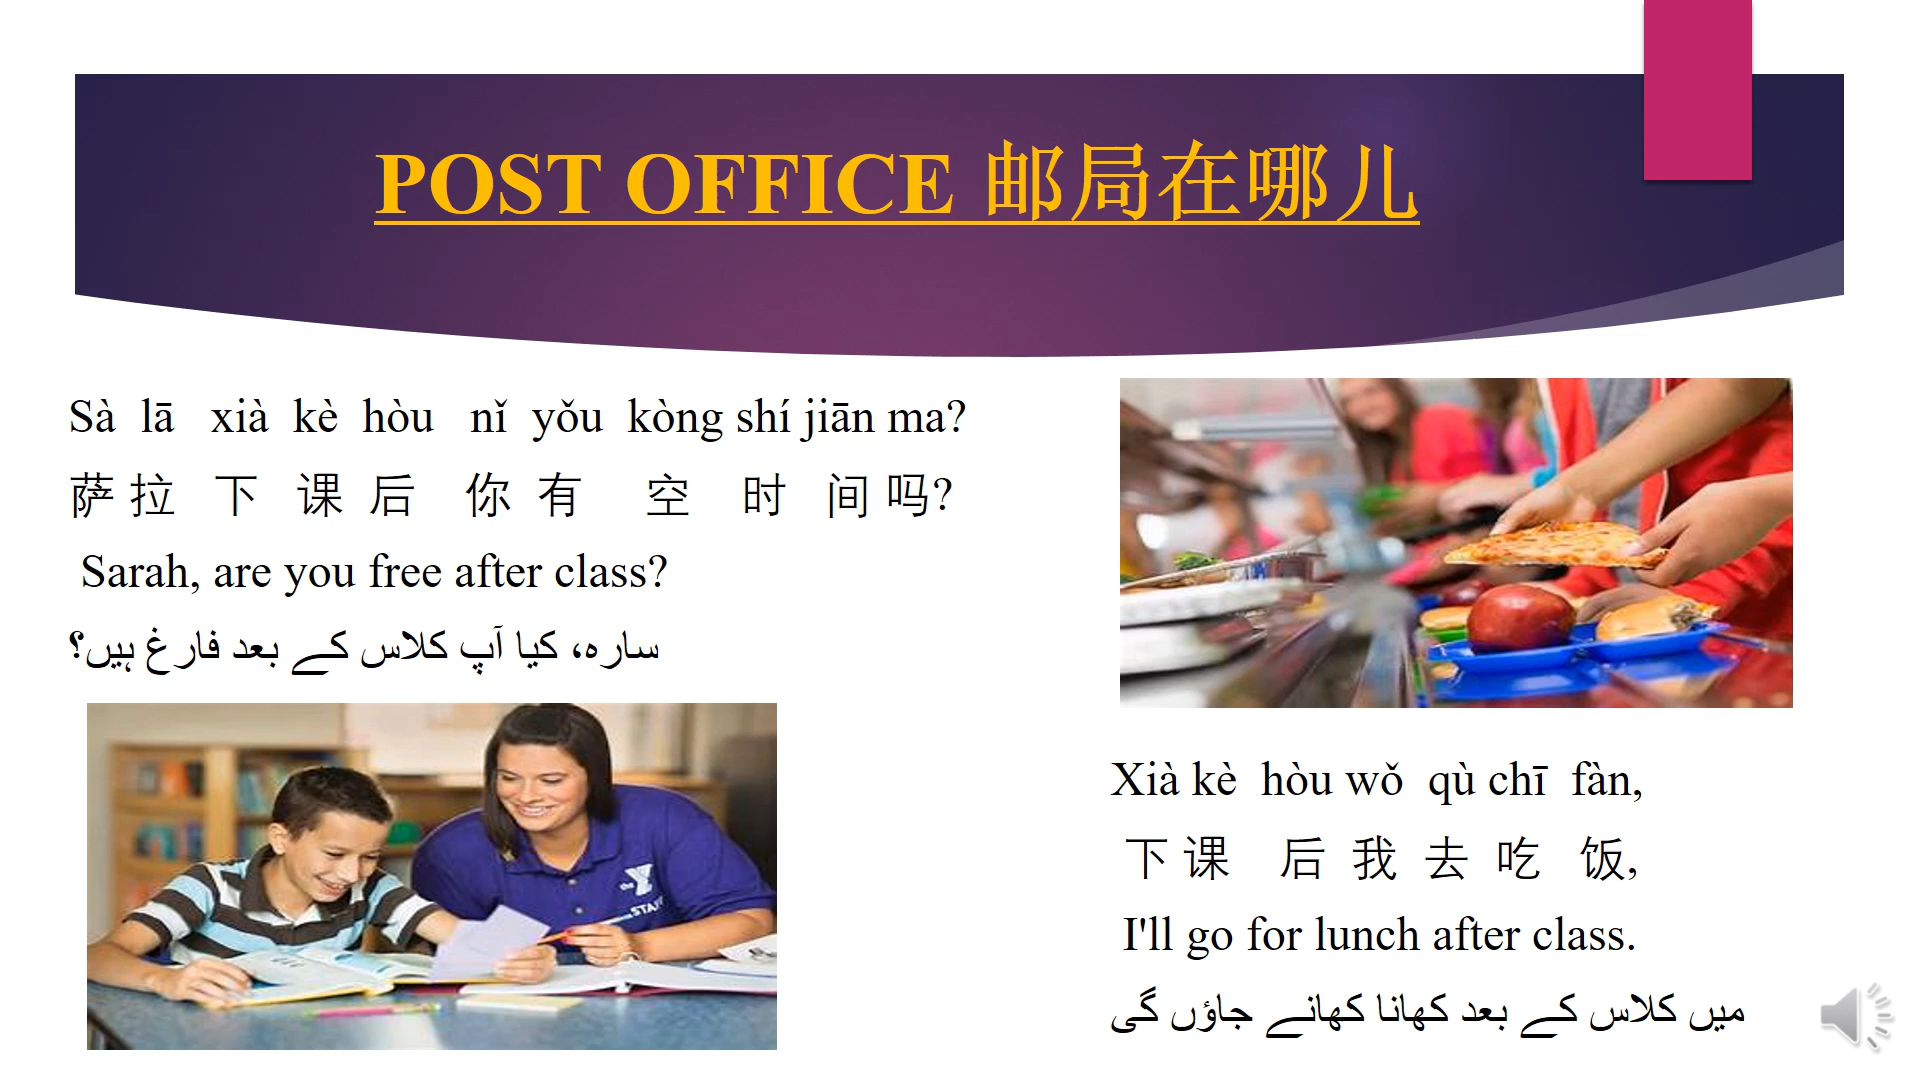 POST OFFICE 邮局在哪儿
Sà lā xià kè hòu nǐ yǒu kòng shí jiān ma?
萨 拉 下 课 后 你 有 空 时 间 吗?
Sarah, are you free after class?
سارہ، کیا آپ کلاس کے بعد فارغ ہیں؟
the Y
STAFF
Xià kè hòu wǒ qù chī fàn,
下 课 后 我 去 吃 饭,
I'll go for lunch after class.
میں کلاس کے بعد کھانا کھانے جاؤں گی